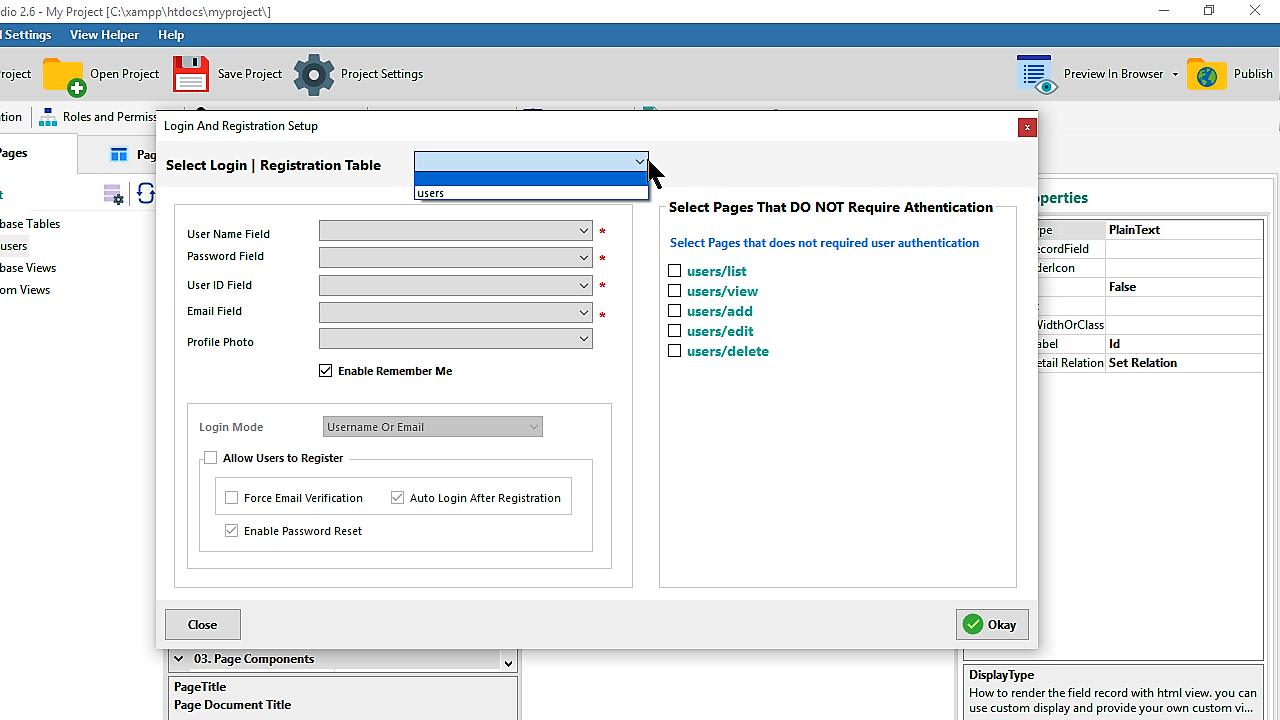 dio 2.6 - My Project [C:\xampp\htdocs\myproject\]
l Settings View Helper Help
roject Open Project Save Project Project Settings Preview In Browser Publish
tion Roles and Permiss
Login And Registration Setup
x
ages Pag
Select Login | Registration Table
users
t
base Tables
users
base Views
om Views
User Name Field *
Password Field
User ID Field *
Email Field *
Profile Photo
Enable Remember Me
Login Mode Username Or Email
Allow Users to Register
Force Email Verification Auto Login After Registration
Enable Password Reset
Select Pages That DO NOT Require Athentication
Select Pages that does not required user authentication
users/list
users/view
users/add
users/edit
users/delete
operties
ype PlainText
ecordField
derIcon
False
WidthOrClass
abel Id
etail Relation Set Relation
Close Okay
03. Page Components
PageTitle
Page Document Title
DisplayType
How to render the field record with html view. you can
use custom display and provide your own custom vi...